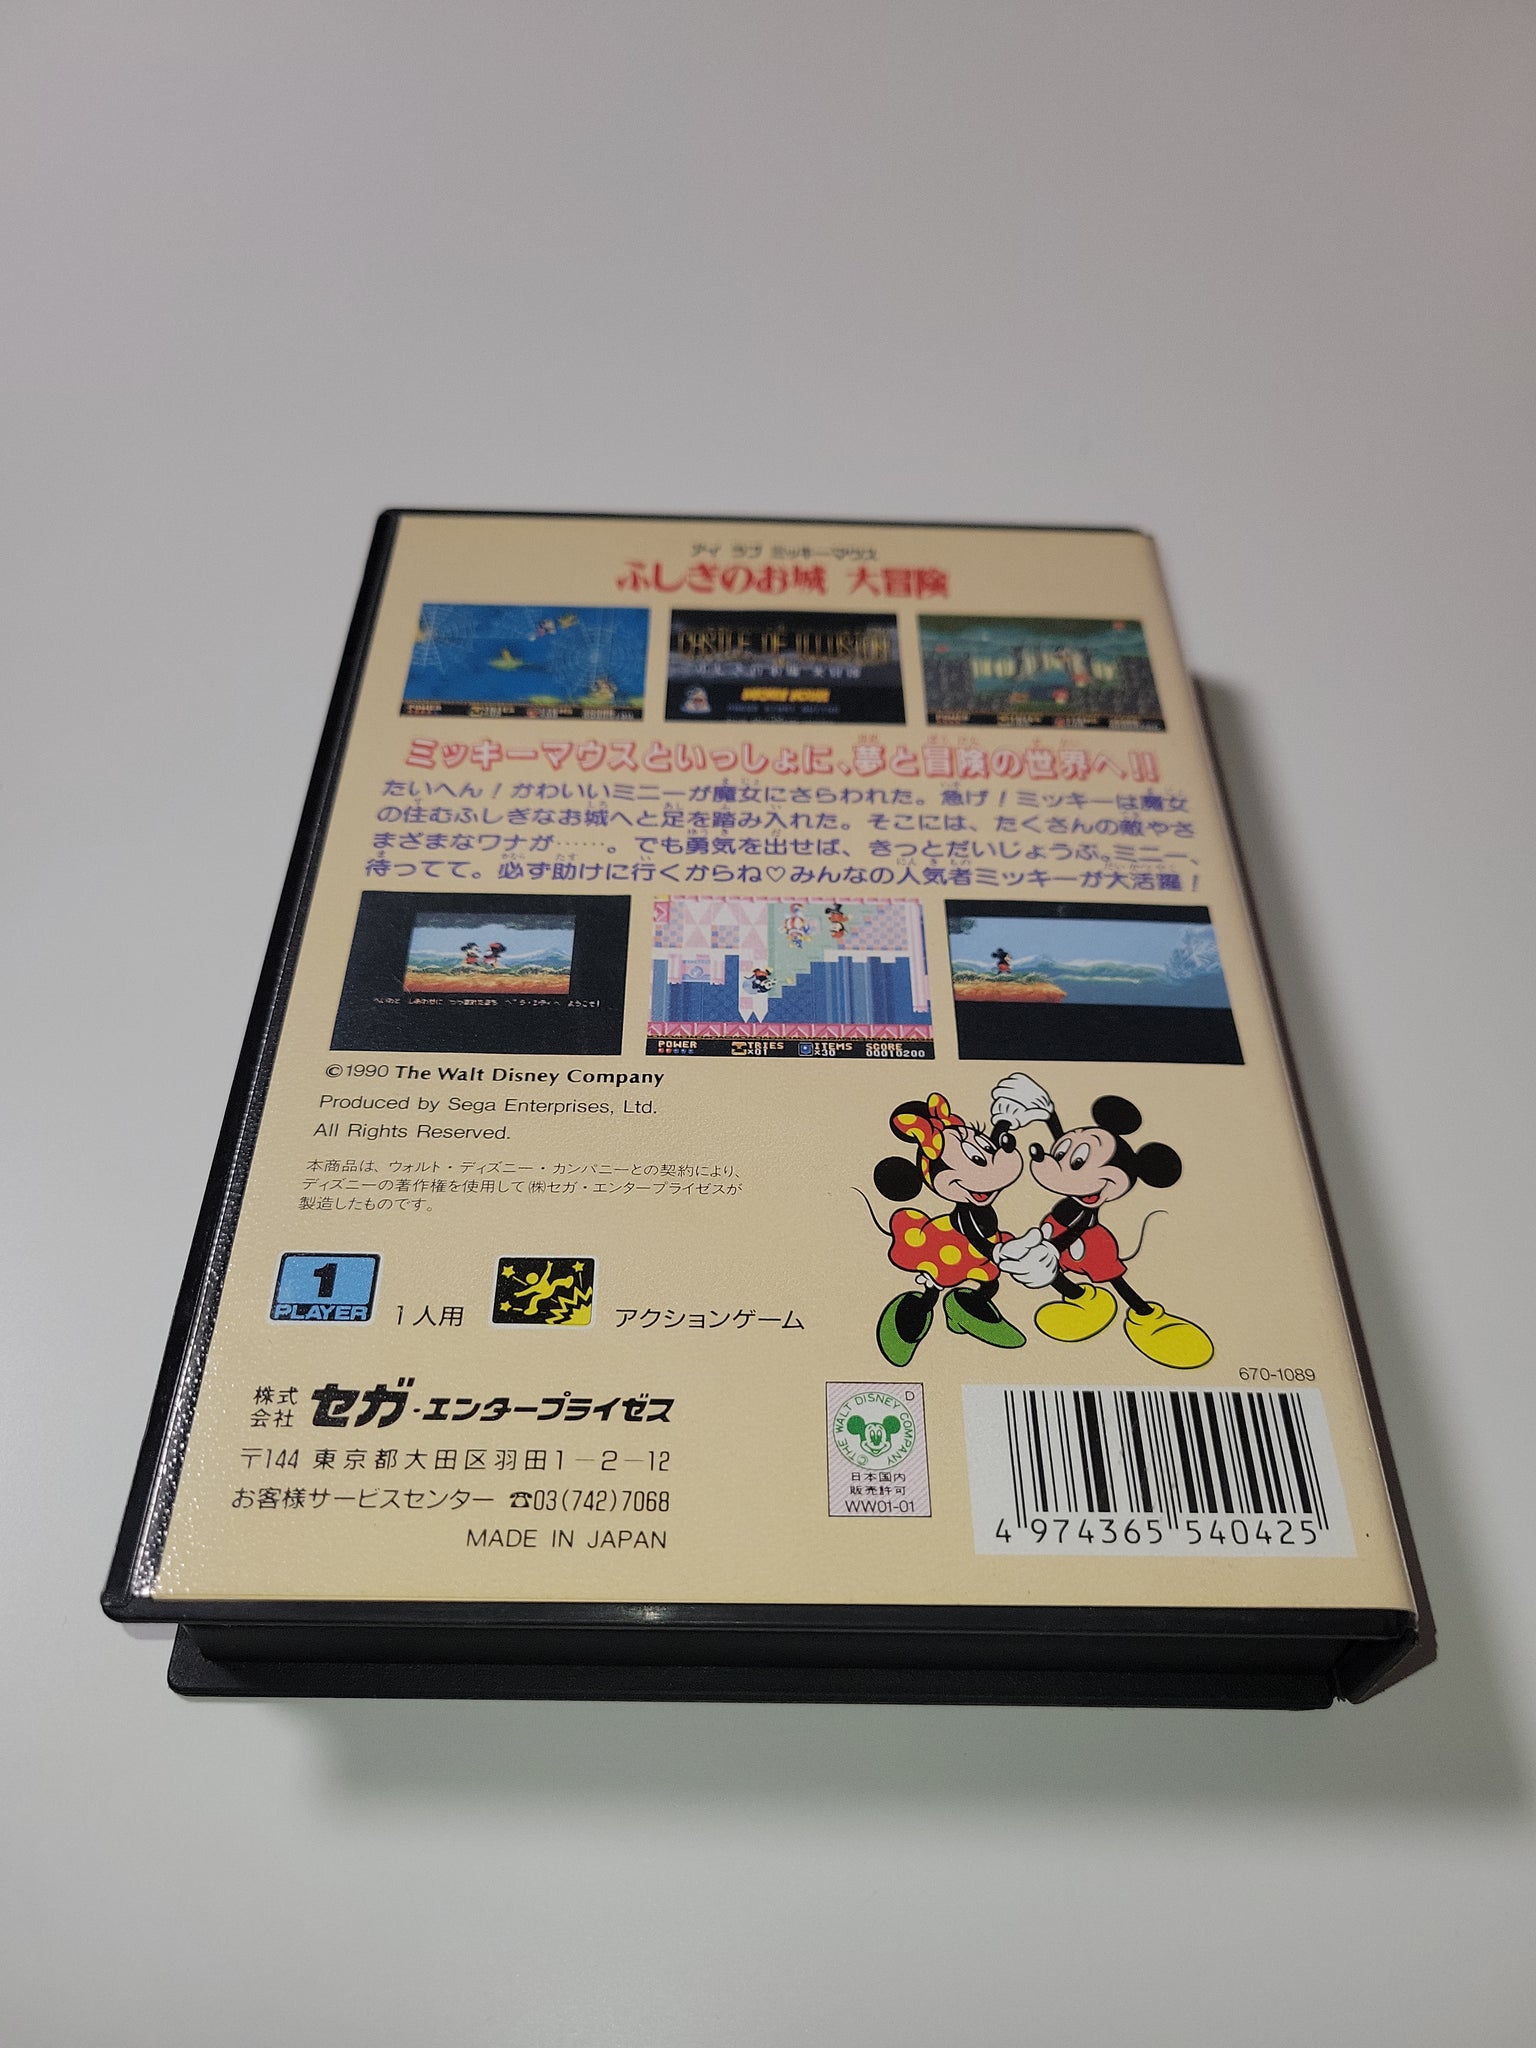 アイ ラブ ミッキーマウス
ふしぎのお城 大冒険
CASTLE OF ILLUSION
ふしぎのお城 大冒険
ミッキーマウスといっしょに、夢と冒険の世界へ!!
たいへん!かわいいミニーが魔女にさらわれた。急げ!ミッキーは魔女
の住むふしぎなお城へと足を踏み入れた。そこには、たくさんの敵やさ
まざまなワナが……。でも勇気を出せば、きっとだいじょうぶ。ミニー、
待ってて。必ず助けに行くからね♡みんなの人気者ミッキーが大活躍!
POWER TRIES ITEMS SCORE
×01 ×30 00010200
©1990 The Walt Disney Company
Produced by Sega Enterprises, Ltd.
All Rights Reserved.
本商品は、ウォルト・ディズニー・カンパニーとの契約により、
ディズニーの著作権を使用して(株)セガ・エンタープライゼスが
製造したものです。
1
PLAYER
1人用
アクションゲーム
株式会社 セガ・エンタープライゼス
〒144 東京都大田区羽田1-2-12
お客様サービスセンター ☎03(742)7068
MADE IN JAPAN
D
©THE WALT DISNEY COMPANY
日本国内
販売許可
WW01-01
670-1089
4 974365 540425